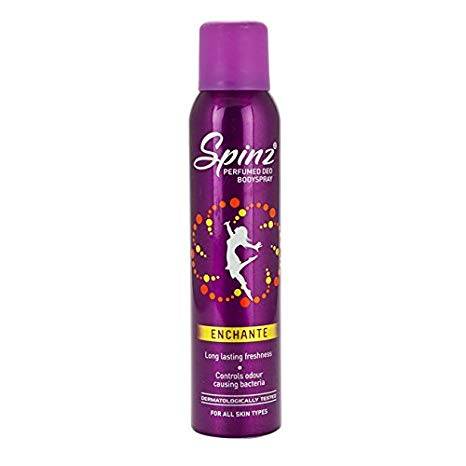 Spinz
PERFUMED DEO
BODYSPRAY
ENCHANTE
Long lasting freshness
•
Controls odour
causing bacteria
DERMATOLOGICALLY TESTED
FOR ALL SKIN TYPES